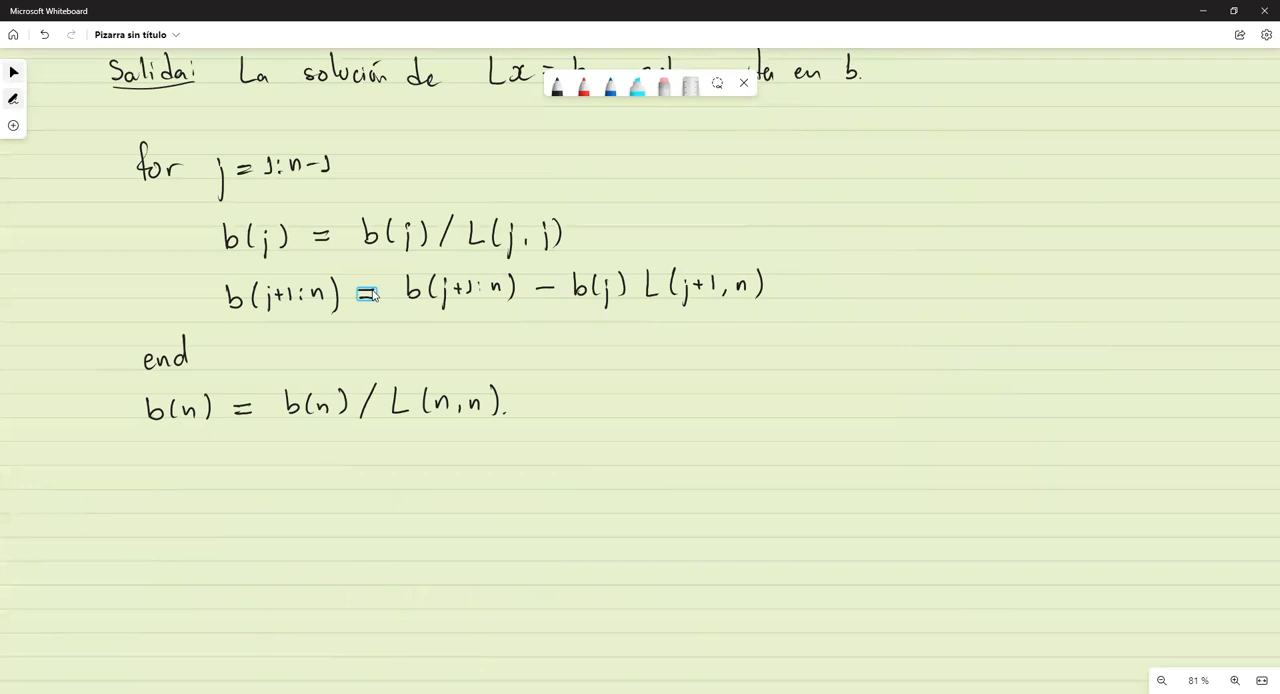 Microsoft Whiteboard
Pizarra sin título
Salida: La solución de Lx = en b.
for j = 1:n-1
b(j) = b(j) / L(j, j)
b(j+1:n) = b(j+1:n) - b(j) L(j+1, n)
end
b(n) = b(n) / L(n,n).
81 %